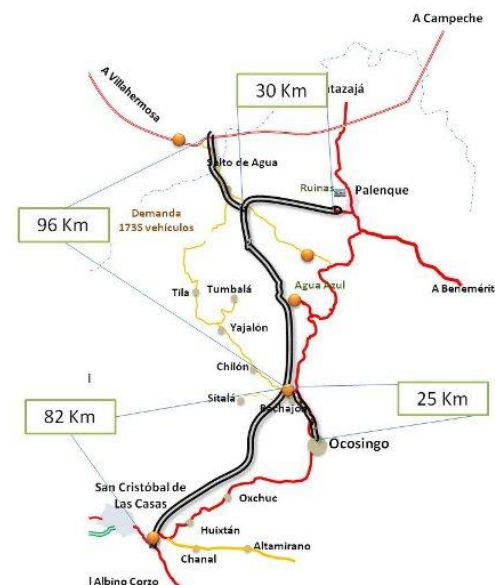 A Campeche
A Villahermosa
30 Km
tazajá
Salto de Agua
Ruinas
Palenque
Demanda
1735 vehículos
96 Km
Agua Azul
A Benemérit
Tila
Tumbalá
Yajalón
Chilón
Sitalá
82 Km
Bachajón
25 Km
Ocosingo
San Cristóbal de
Las Casas
Oxchuc
Huixtán
Altamirano
Chanal
l Albino Corzo